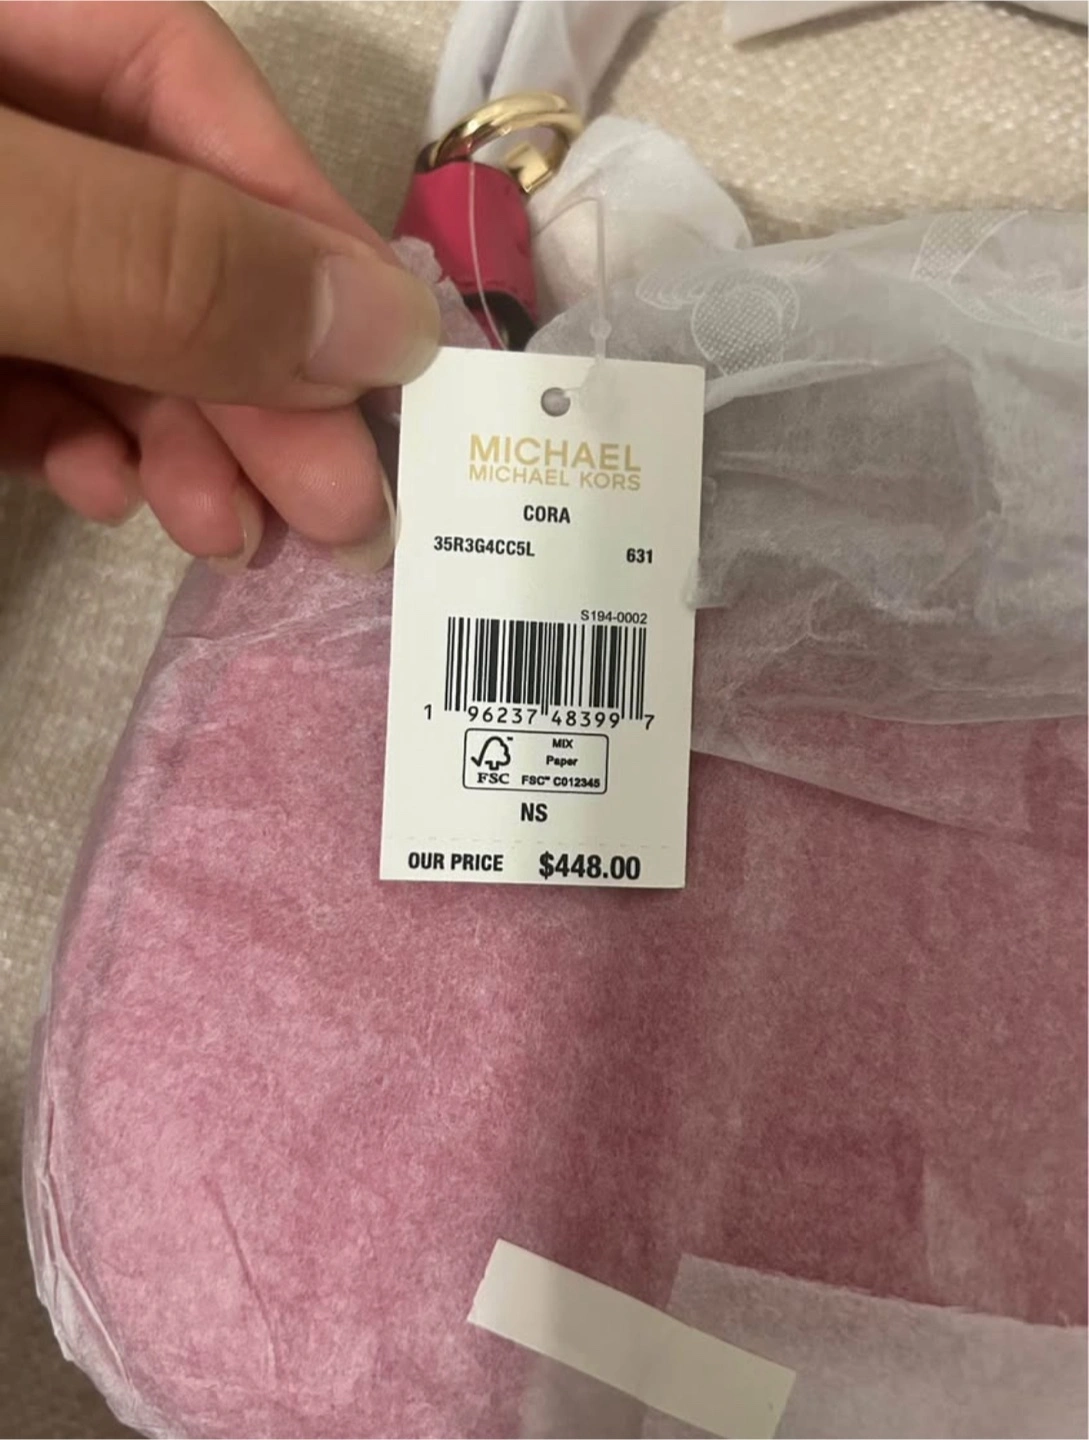 MICHAEL
MICHAEL KORS
CORA
35R3G4CC5L 631
S194-0002
1 96237 48399 7
FSC™
MIX
Paper
FSC™ C012345
NS
OUR PRICE $448.00